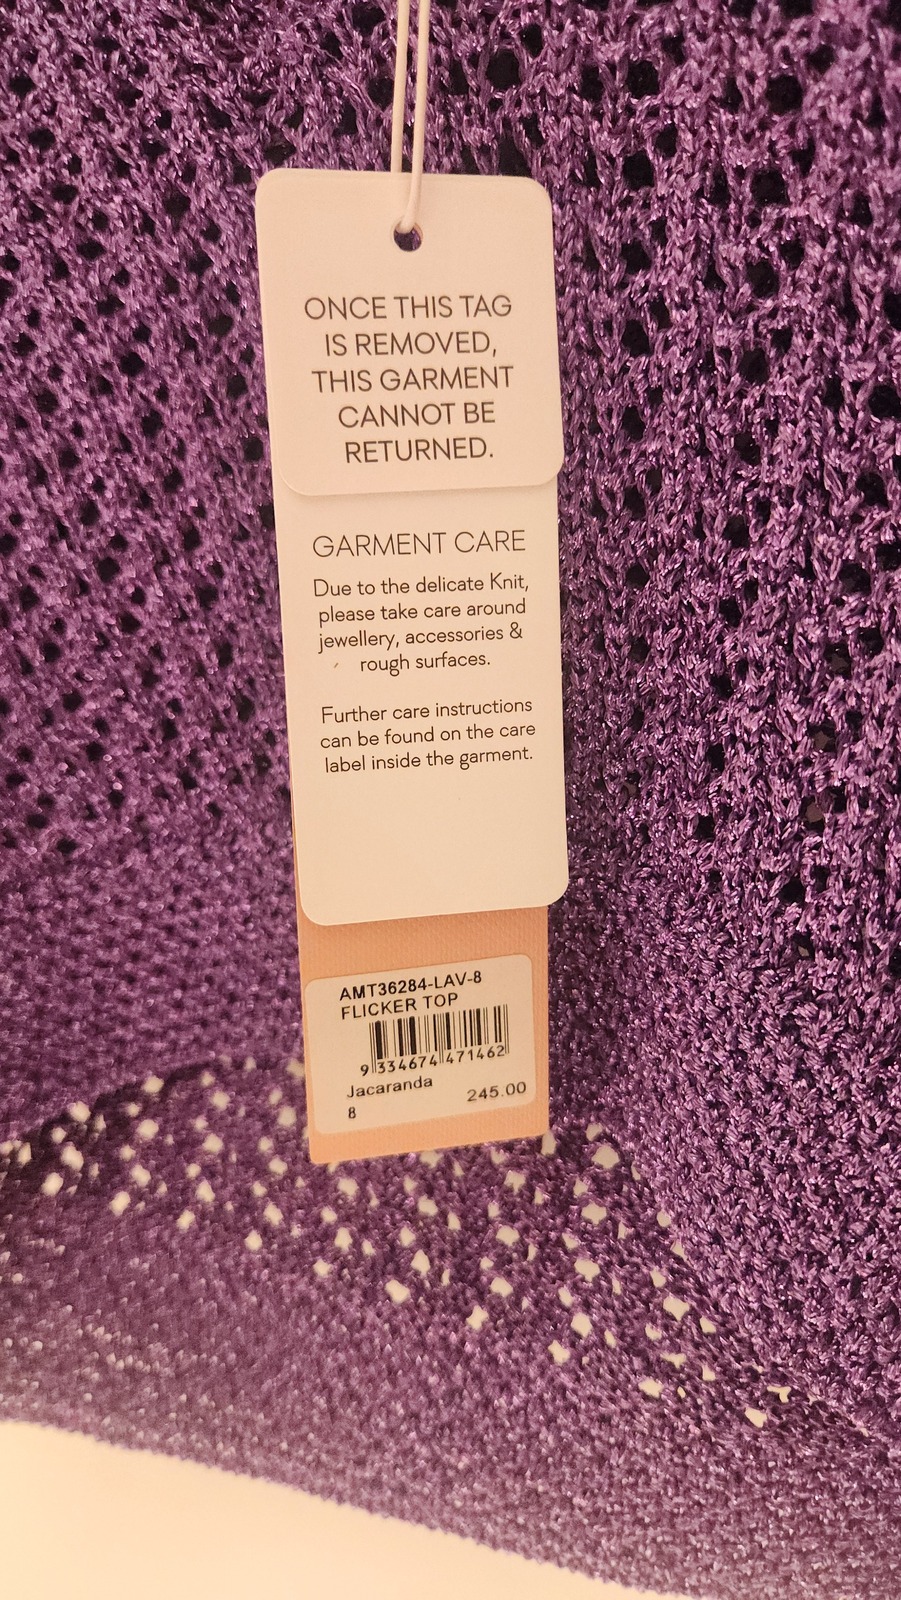 ONCE THIS TAG
IS REMOVED,
THIS GARMENT
CANNOT BE
RETURNED.
GARMENT CARE
Due to the delicate Knit,
please take care around
jewellery, accessories &
rough surfaces.
Further care instructions
can be found on the care
label inside the garment.
AMT36284-LAV-8
FLICKER TOP
9 334674 471462
Jacaranda
8 245.00